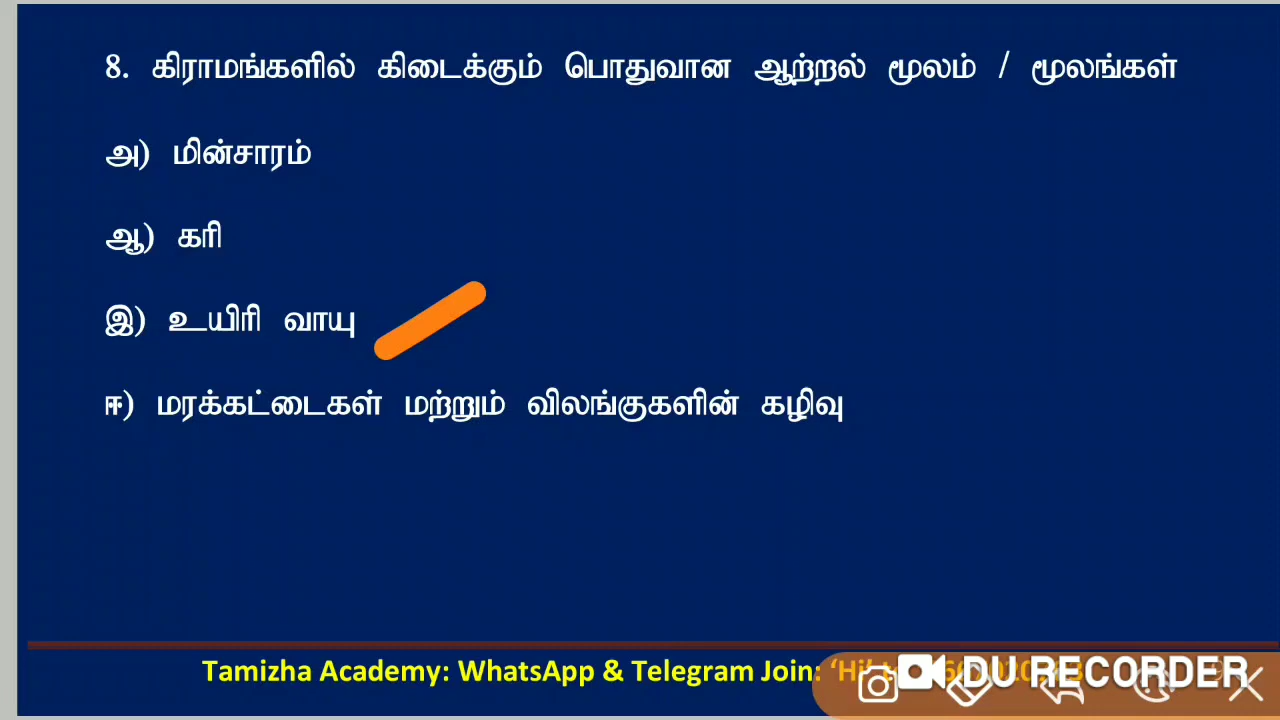 8. கிராமங்களில் கிடைக்கும் பொதுவான ஆற்றல் மூலம் / மூலங்கள்
அ) மின்சாரம்
ஆ) கரி
இ) உயிரி வாயு
ஈ) மரக்கட்டைகள் மற்றும் விலங்குகளின் கழிவு
Tamizha Academy: WhatsApp & Telegram Join: ‘Hi’
DU RECORDER